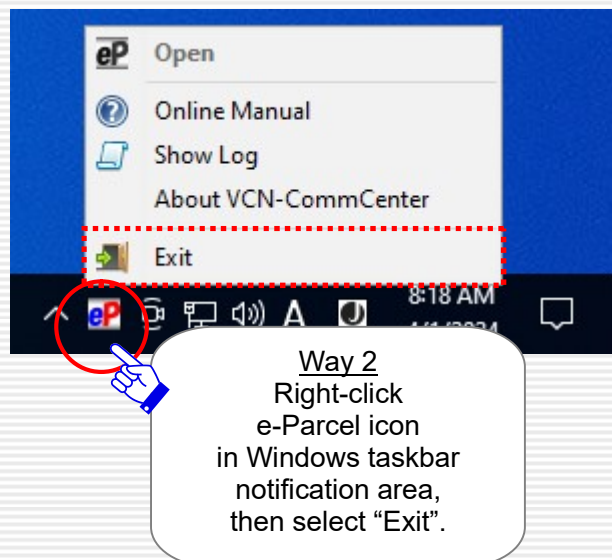 eP Open
Online Manual
Show Log
About VCN-CommCenter
Exit
eP A 8:18 AM
Way 2
Right-click
e-Parcel icon
in Windows taskbar
notification area,
then select “Exit”.